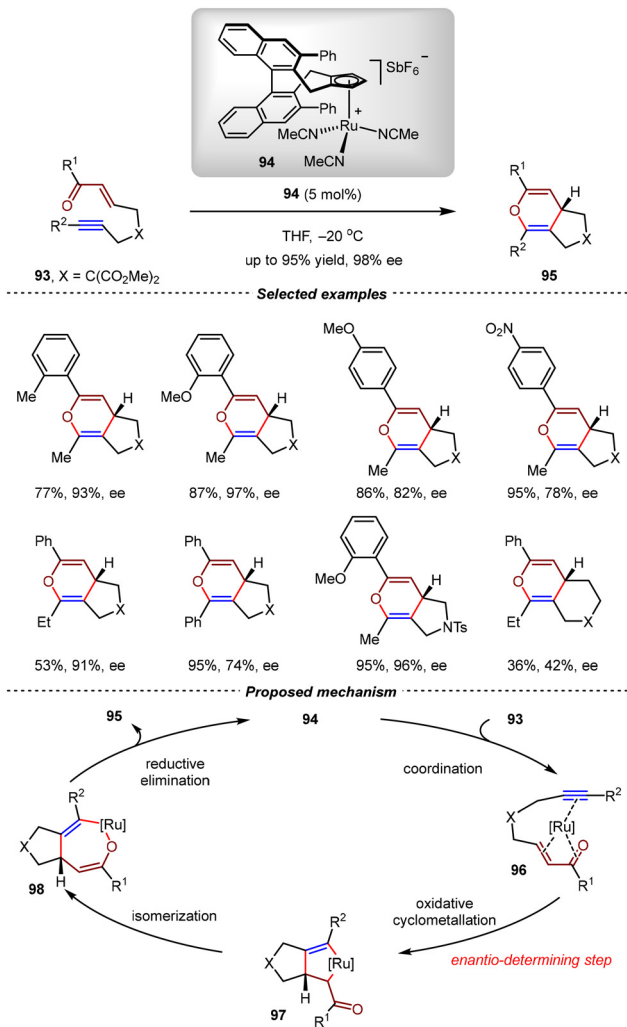 Ph
SbF6−
Ph
+
Ru
MeCN
NCMe
MeCN
94
R1
O
R2
X
93, X = C(CO2Me)2
94 (5 mol%)
THF, –20 °C
up to 95% yield, 98% ee
R1
H
O
X
R2
95
Selected examples
Me
H
O
X
Me
77%, 93%, ee
MeO
H
O
X
Me
87%, 97%, ee
MeO
H
O
X
Me
86%, 82%, ee
O2N
H
O
X
Me
95%, 78%, ee
Ph
H
O
X
Et
53%, 91%, ee
Ph
H
O
X
Ph
95%, 74%, ee
MeO
H
O
NTs
Me
95%, 96%, ee
Ph
H
O
X
Et
36%, 42%, ee
Proposed mechanism
95
94
93
reductive
elimination
coordination
R2
[Ru]
X
O
H
R1
98
R2
X
[Ru]
O
R1
96
isomerization
oxidative
cyclometallation
enantio-determining step
R2
X
[Ru]
H
O
R1
97